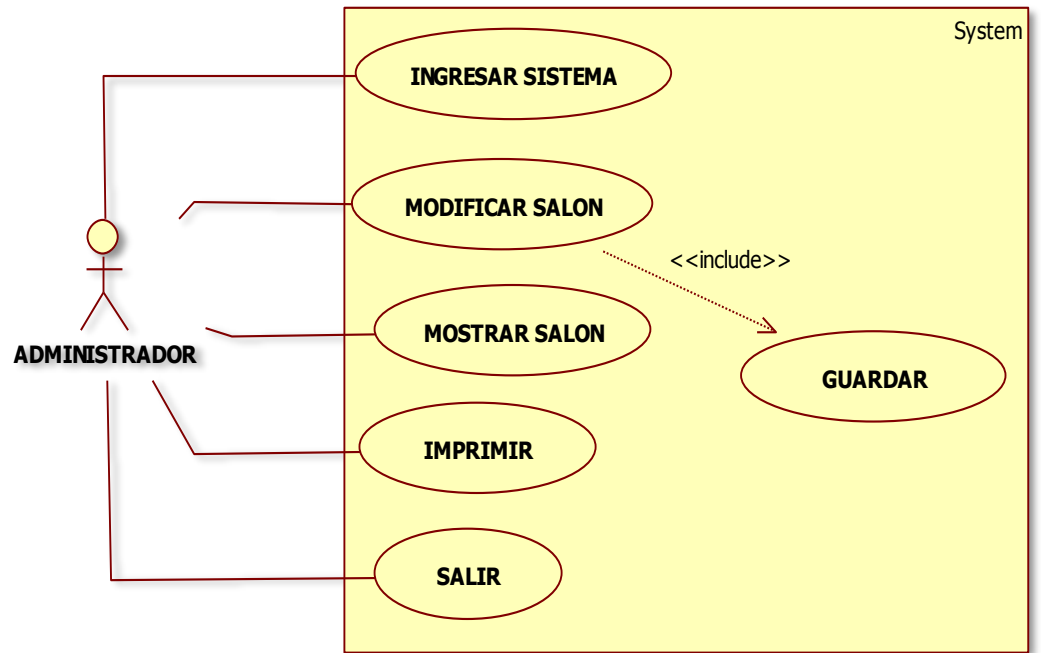 System
INGRESAR SISTEMA
MODIFICAR SALON
<<include>>
MOSTRAR SALON
ADMINISTRADOR
GUARDAR
IMPRIMIR
SALIR